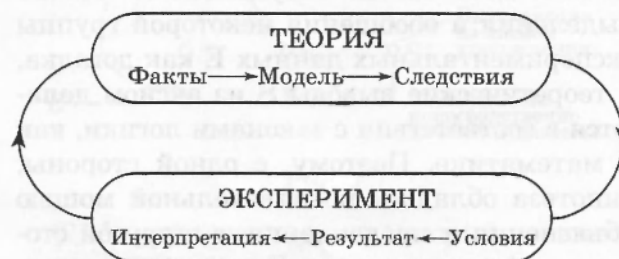 ТЕОРИЯ
Факты → Модель → Следствия
ЭКСПЕРИМЕНТ
Интерпретация ← Результат ← Условия